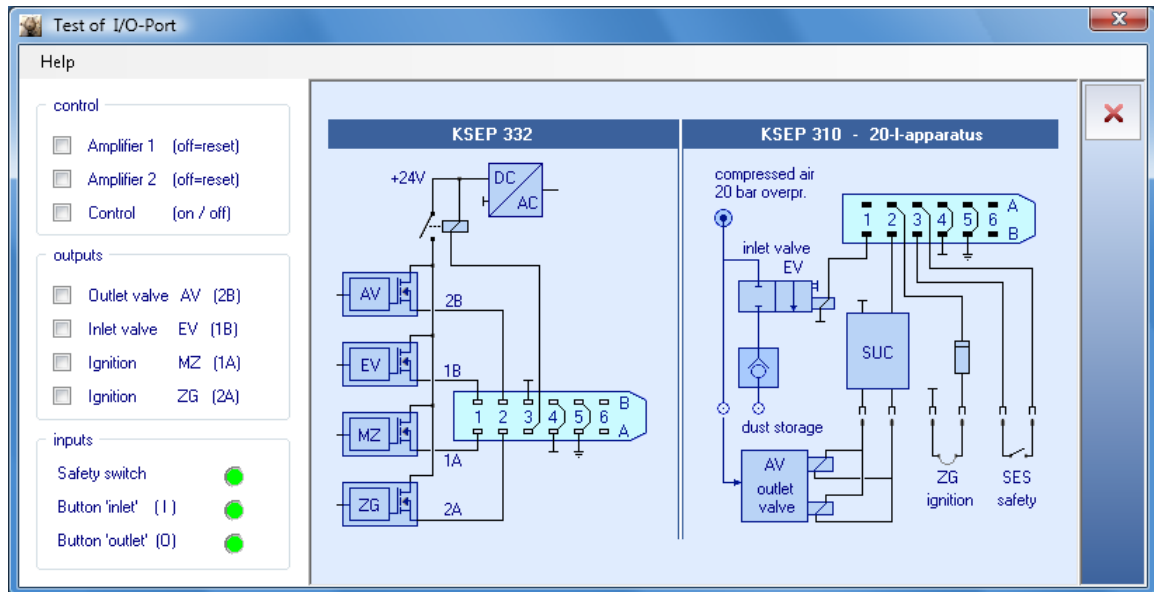 Test of I/O-Port
Help
control
Amplifier 1 (off=reset)
Amplifier 2 (off=reset)
Control (on / off)
outputs
Outlet valve AV (2B)
Inlet valve EV (1B)
Ignition MZ (1A)
Ignition ZG (2A)
inputs
Safety switch
Button 'inlet' (I)
Button 'outlet' (O)
KSEP 332
+24V
DC
AC
AV
2B
EV
1B
1 2 3 4 5 6
B
A
MZ
1A
ZG
2A
KSEP 310 - 20-l-apparatus
compressed air
20 bar overpr.
1 2 3 4 5 6
A
B
inlet valve
EV
SUC
dust storage
AV
outlet
valve
ZG
ignition
SES
safety